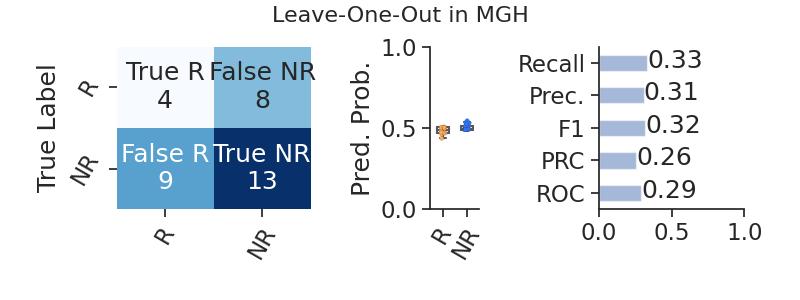 Leave-One-Out in MGH
True Label
R
NR
True R
4
False NR
8
False R
9
True NR
13
R
NR
Pred. Prob.
1.0
0.5
0.0
R
NR
Recall
0.33
Prec.
0.31
F1
0.32
PRC
0.26
ROC
0.29
0.0
0.5
1.0